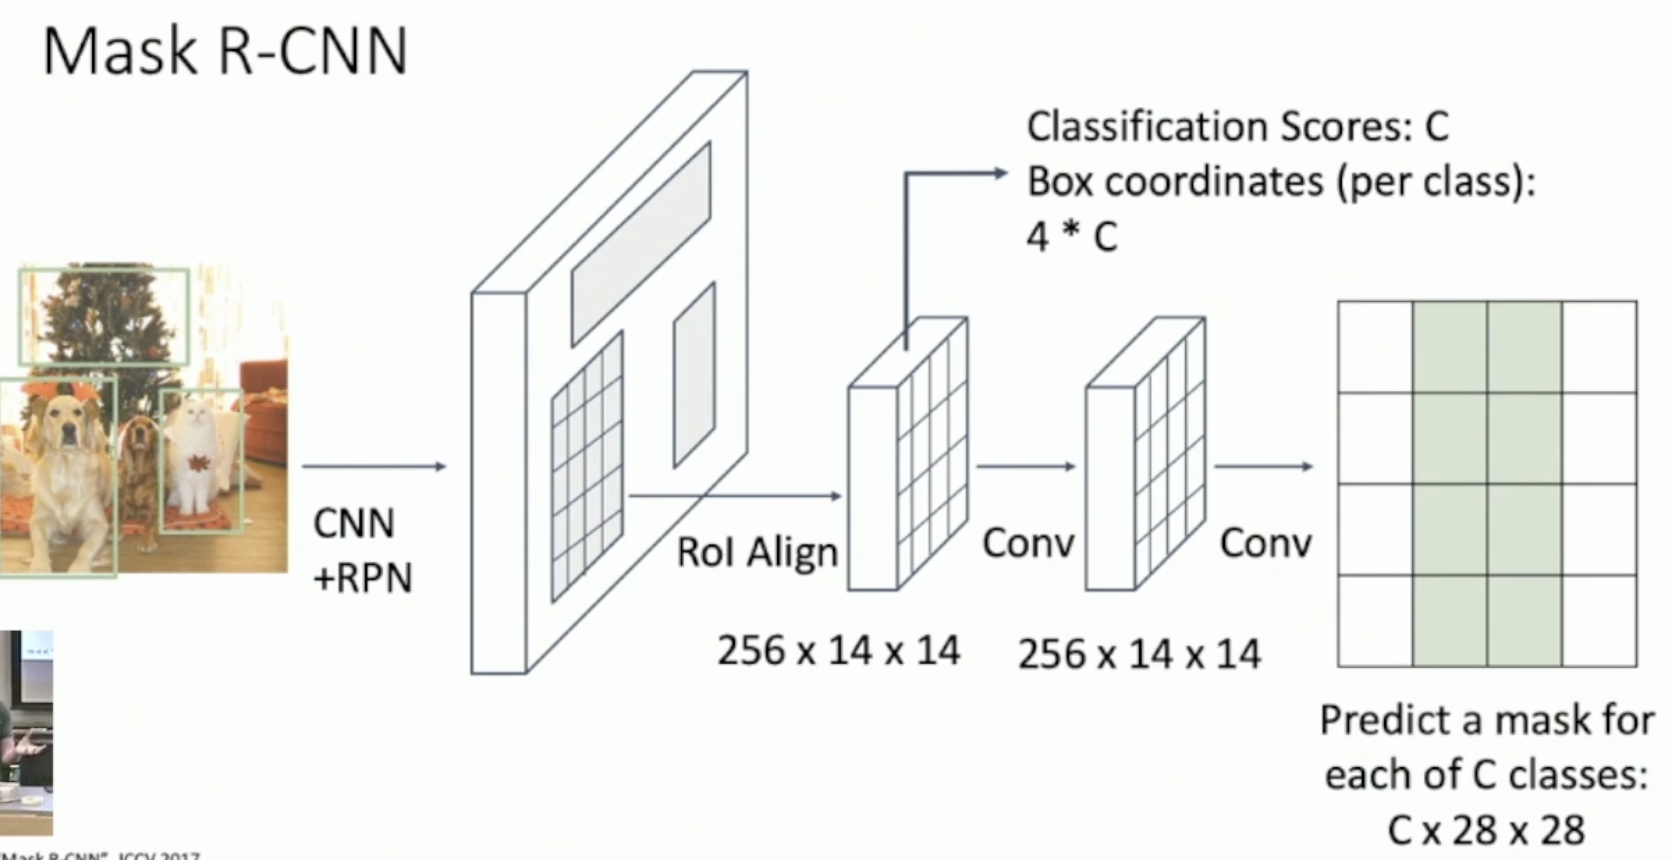 Mask R-CNN
Classification Scores: C
Box coordinates (per class):
4 * C
CNN
+RPN
RoI Align
Conv
Conv
256 x 14 x 14
256 x 14 x 14
Predict a mask for
each of C classes:
C x 28 x 28
"Mask R-CNN", ICCV 2017